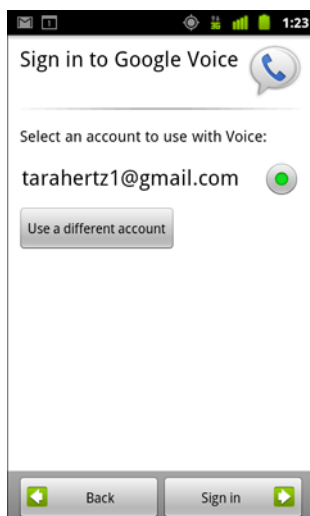 1:23
Sign in to Google Voice
Select an account to use with Voice:
tarahertz1@gmail.com
Use a different account
Back
Sign in